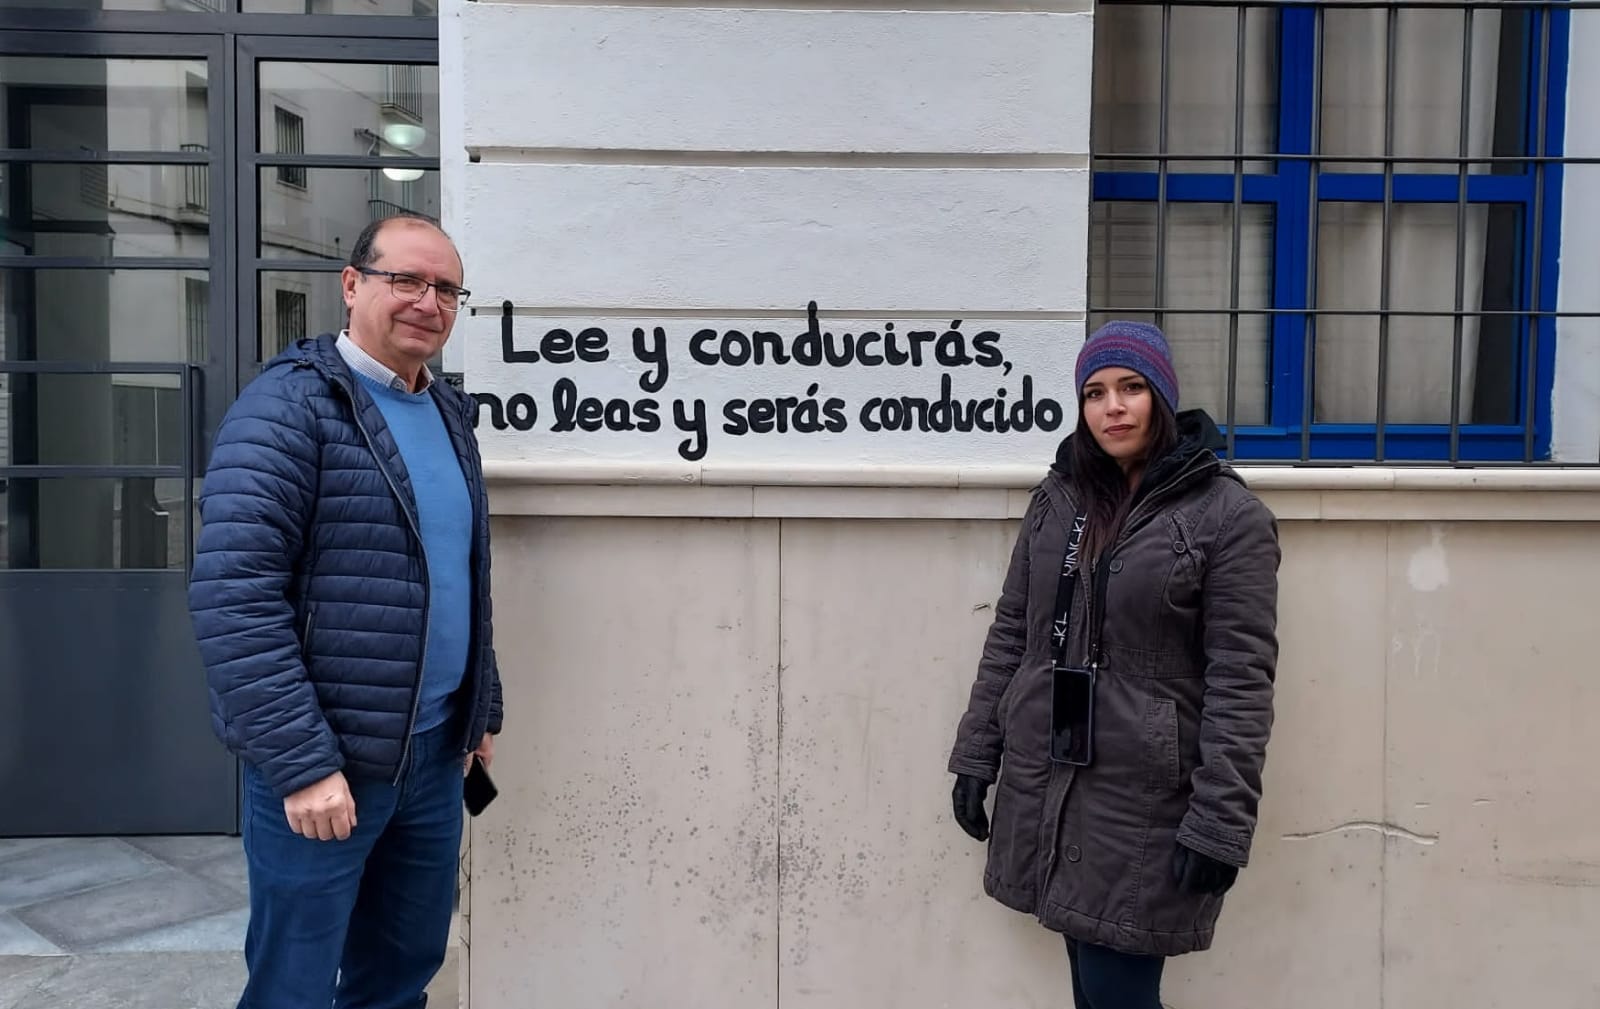 Lee y conducirás,
no leas y serás conducido